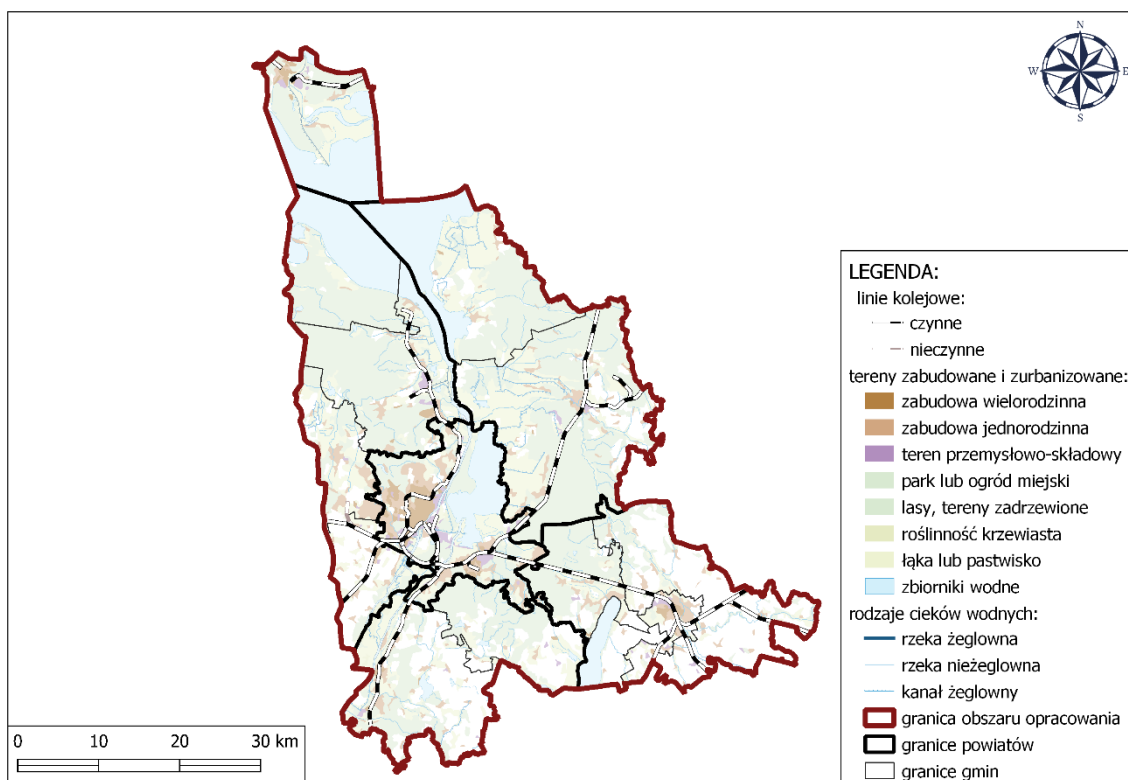 N
W E
S
LEGENDA:
linie kolejowe:
czynne
nieczynne
tereny zabudowane i zurbanizowane:
zabudowa wielorodzinna
zabudowa jednorodzinna
teren przemysłowo-składowy
park lub ogród miejski
lasy, tereny zadrzewione
roślinność krzewiasta
łąka lub pastwisko
zbiorniki wodne
rodzaje cieków wodnych:
rzeka żeglowna
rzeka nieżeglowna
kanał żeglowny
granica obszaru opracowania
granice powiatów
granice gmin
0 10 20 30 km